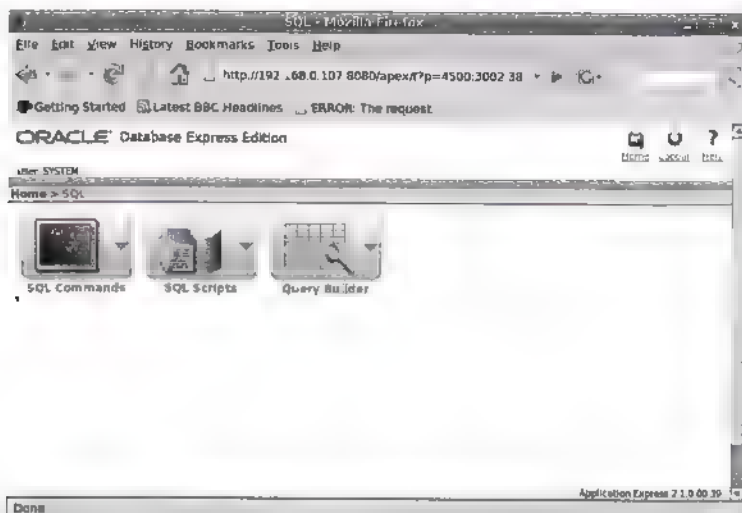 SQL - Mozilla Firefox
File Edit View History Bookmarks Tools Help
http://192.168.0.107:8080/apex/f?p=4500:3002:38 G
Getting Started Latest BBC Headlines ERROR: The request
ORACLE Database Express Edition
Home Logout Help
User SYSTEM
Home > SQL
SQL Commands SQL Scripts Query Builder
Application Express 2.1.0.00.39
Done